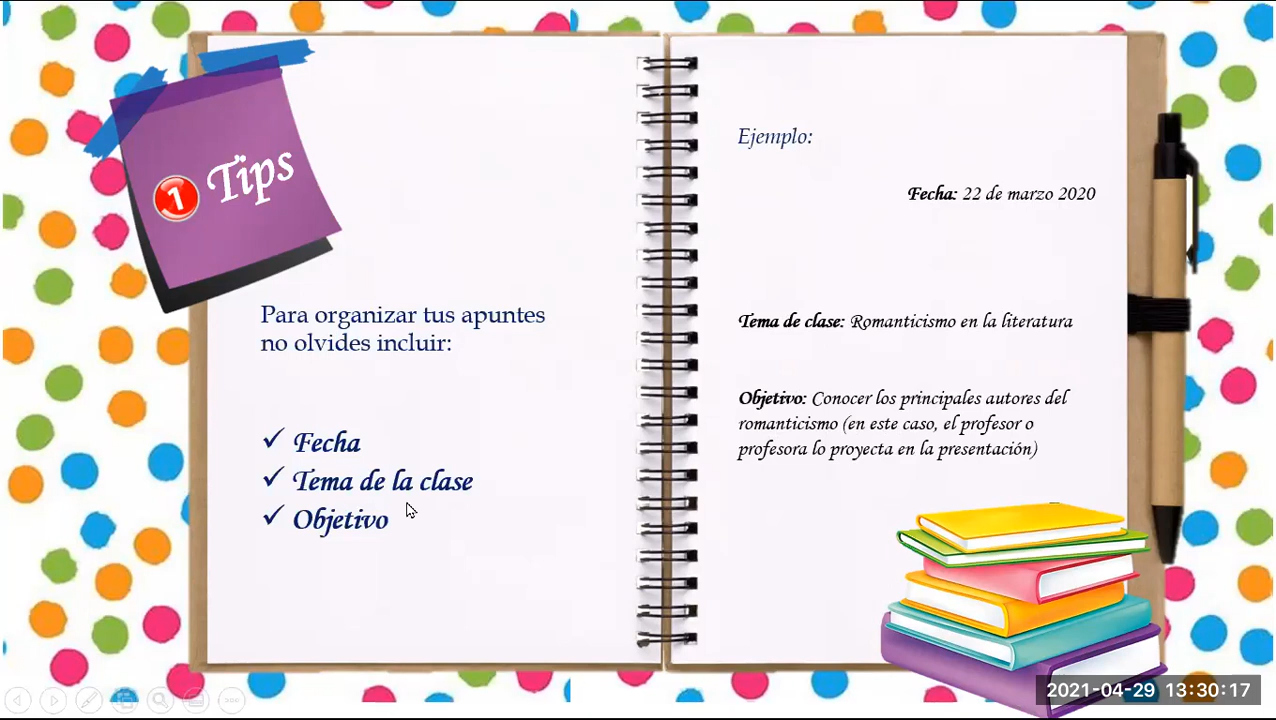 1 Tips
Para organizar tus apuntes
no olvides incluir:
✓ Fecha
✓ Tema de la clase
✓ Objetivo
Ejemplo:
Fecha: 22 de marzo 2020
Tema de clase: Romanticismo en la literatura
Objetivo: Conocer los principales autores del
romanticismo (en este caso, el profesor o
profesora lo proyecta en la presentación)
2021-04-29 13:30:17